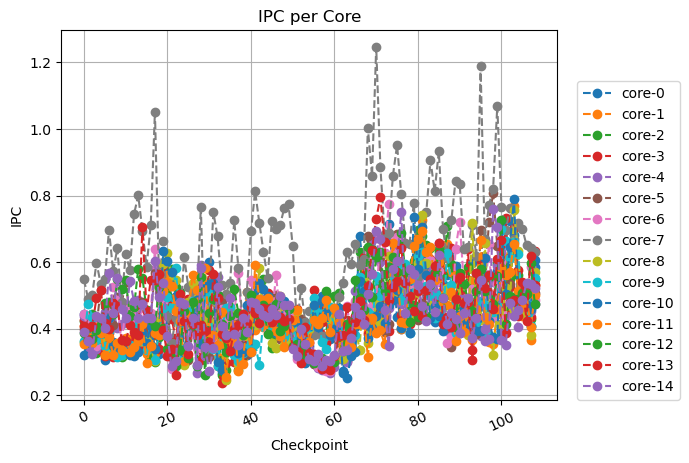 IPC per Core
IPC
1.2
1.0
0.8
0.6
0.4
0.2
0
20
40
60
80
100
Checkpoint
core-0
core-1
core-2
core-3
core-4
core-5
core-6
core-7
core-8
core-9
core-10
core-11
core-12
core-13
core-14